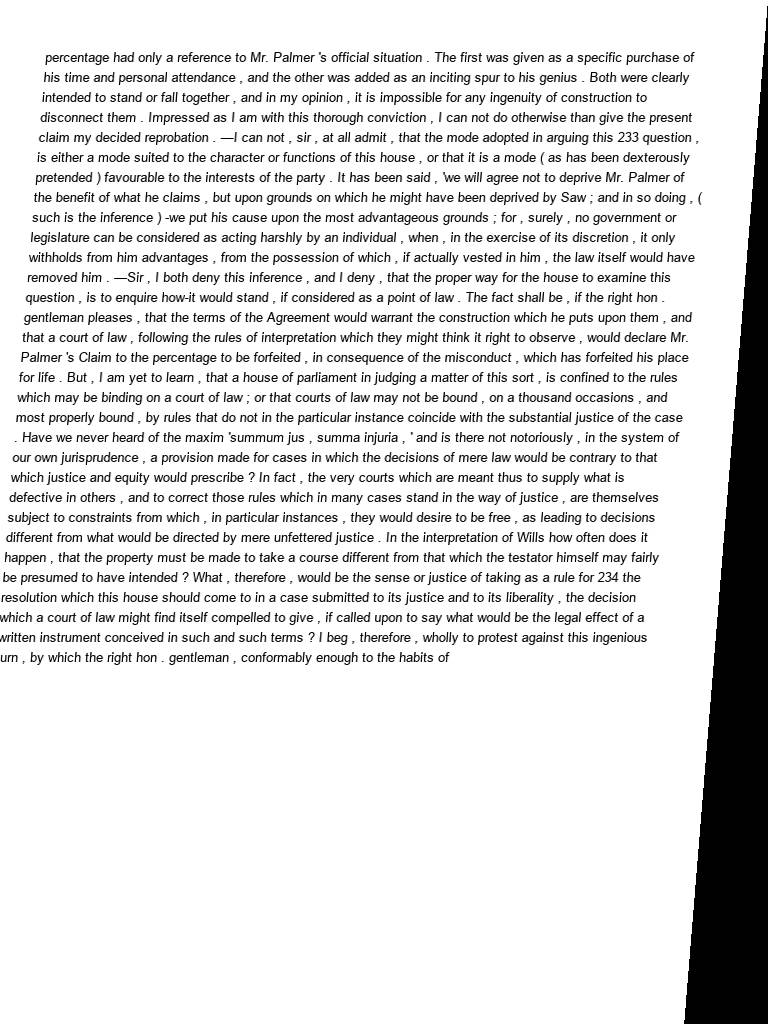 percentage had only a reference to Mr. Palmer 's official situation . The first was given as a specific purchase of
his time and personal attendance , and the other was added as an inciting spur to his genius . Both were clearly
intended to stand or fall together , and in my opinion , it is impossible for any ingenuity of construction to
disconnect them . Impressed as I am with this thorough conviction , I can not do otherwise than give the present
claim my decided reprobation . —I can not , sir , at all admit , that the mode adopted in arguing this 233 question ,
is either a mode suited to the character or functions of this house , or that it is a mode ( as has been dexterously
pretended ) favourable to the interests of the party . It has been said , 'we will agree not to deprive Mr. Palmer of
the benefit of what he claims , but upon grounds on which he might have been deprived by Saw ; and in so doing , (
such is the inference ) -we put his cause upon the most advantageous grounds ; for , surely , no government or
legislature can be considered as acting harshly by an individual , when , in the exercise of its discretion , it only
withholds from him advantages , from the possession of which , if actually vested in him , the law itself would have
removed him . —Sir , I both deny this inference , and I deny , that the proper way for the house to examine this
question , is to enquire how-it would stand , if considered as a point of law . The fact shall be , if the right hon .
gentleman pleases , that the terms of the Agreement would warrant the construction which he puts upon them , and
that a court of law , following the rules of interpretation which they might think it right to observe , would declare Mr.
Palmer 's Claim to the percentage to be forfeited , in consequence of the misconduct , which has forfeited his place
for life . But , I am yet to learn , that a house of parliament in judging a matter of this sort , is confined to the rules
which may be binding on a court of law ; or that courts of law may not be bound , on a thousand occasions , and
most properly bound , by rules that do not in the particular instance coincide with the substantial justice of the case
. Have we never heard of the maxim 'summum jus , summa injuria , ' and is there not notoriously , in the system of
our own jurisprudence , a provision made for cases in which the decisions of mere law would be contrary to that
which justice and equity would prescribe ? In fact , the very courts which are meant thus to supply what is
defective in others , and to correct those rules which in many cases stand in the way of justice , are themselves
subject to constraints from which , in particular instances , they would desire to be free , as leading to decisions
different from what would be directed by mere unfettered justice . In the interpretation of Wills how often does it
happen , that the property must be made to take a course different from that which the testator himself may fairly
be presumed to have intended ? What , therefore , would be the sense or justice of taking as a rule for 234 the
resolution which this house should come to in a case submitted to its justice and to its liberality , the decision
which a court of law might find itself compelled to give , if called upon to say what would be the legal effect of a
written instrument conceived in such and such terms ? I beg , therefore , wholly to protest against this ingenious
urn , by which the right hon . gentleman , conformably enough to the habits of